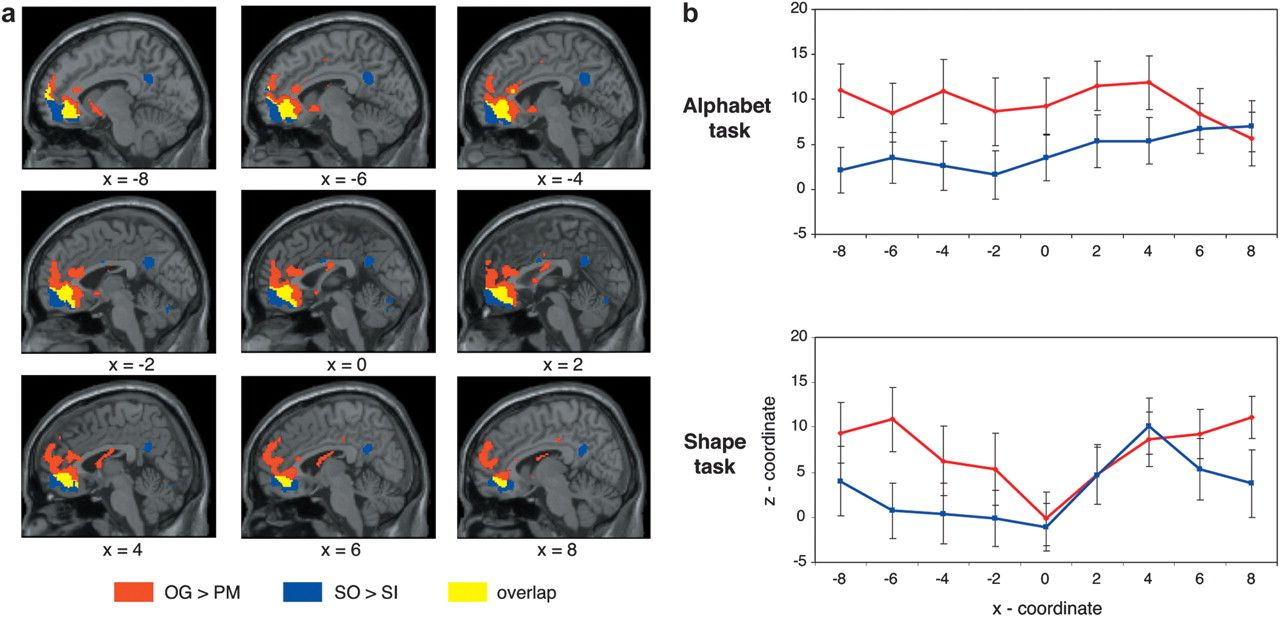 a
x = -8
x = -6
x = -4
x = -2
x = 0
x = 2
x = 4
x = 6
x = 8
OG > PM
SO > SI
overlap
b
Alphabet
task
20
15
10
5
0
-5
-8 -6 -4 -2 0 2 4 6 8
Shape
task
z - coordinate
20
15
10
5
0
-5
-8 -6 -4 -2 0 2 4 6 8
x - coordinate